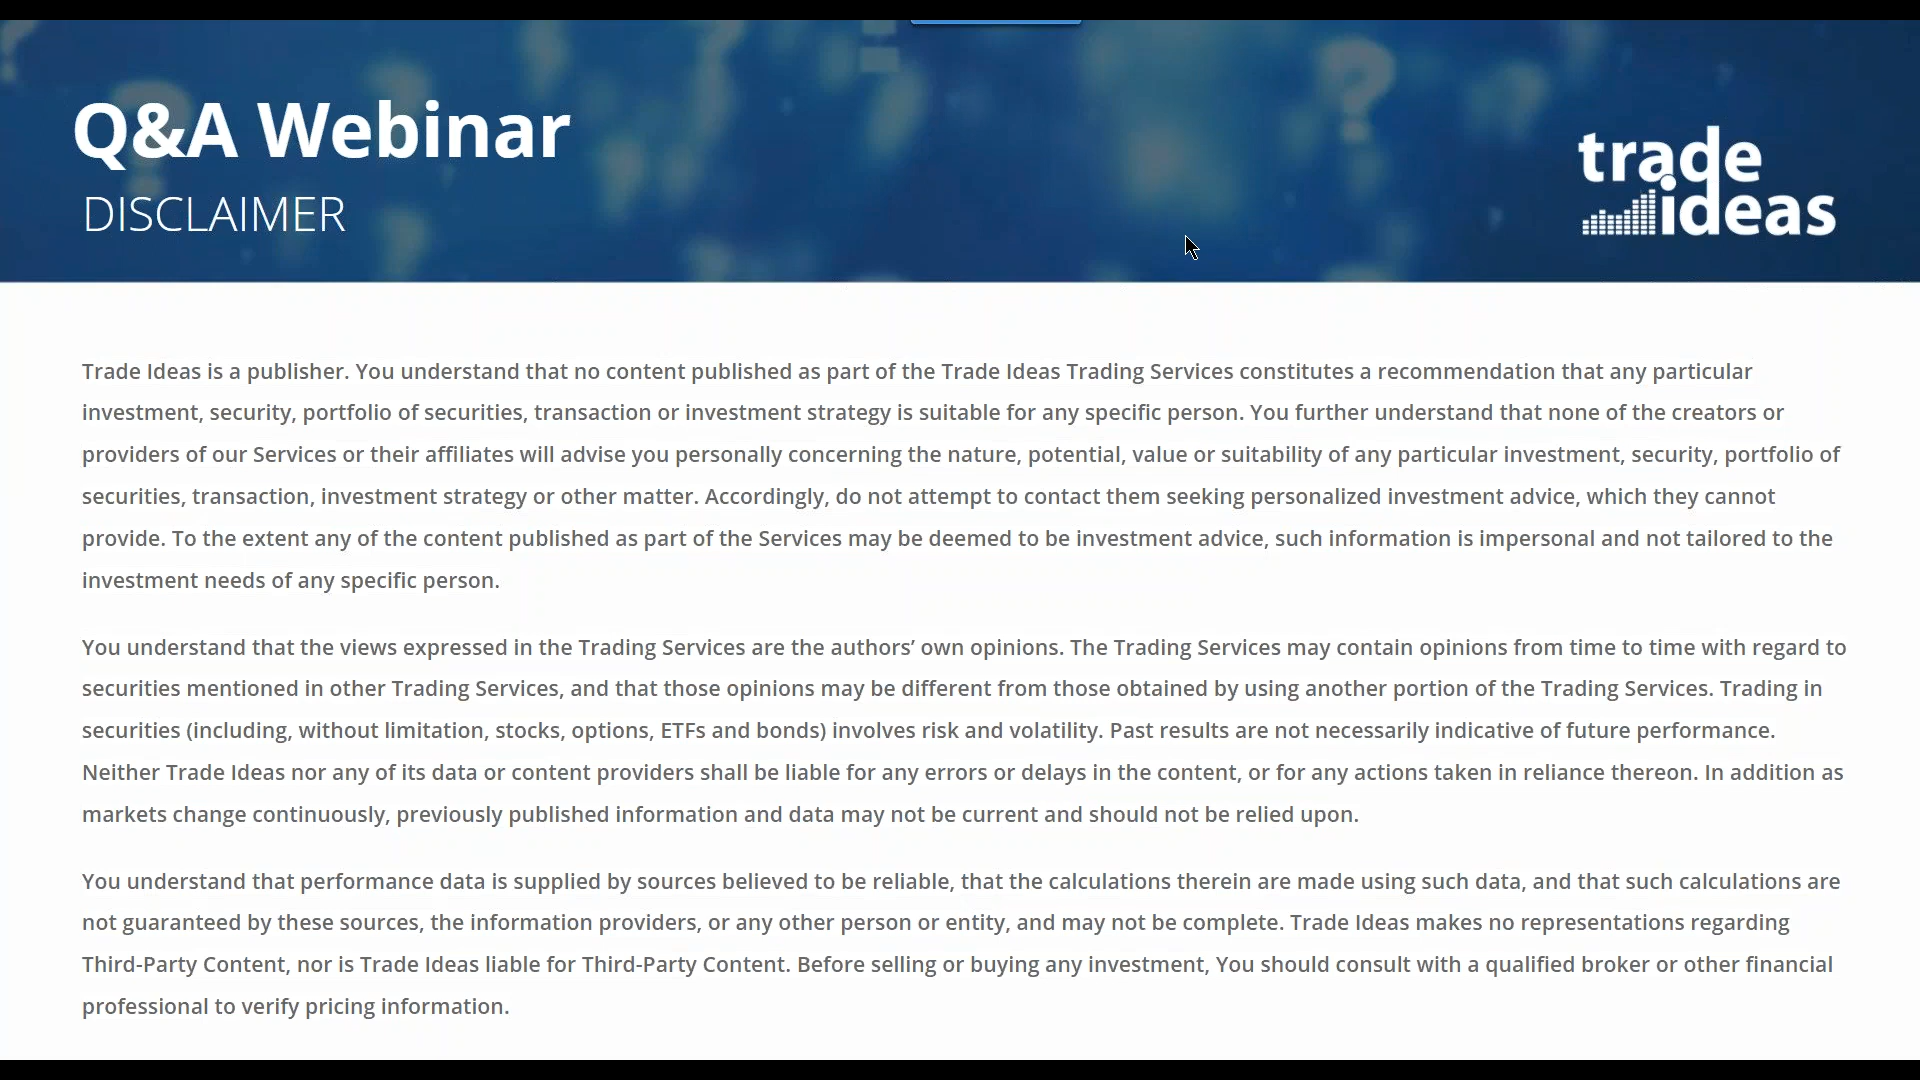 Q&A Webinar
DISCLAIMER
trade
ideas
Trade Ideas is a publisher. You understand that no content published as part of the Trade Ideas Trading Services constitutes a recommendation that any particular
investment, security, portfolio of securities, transaction or investment strategy is suitable for any specific person. You further understand that none of the creators or
providers of our Services or their affiliates will advise you personally concerning the nature, potential, value or suitability of any particular investment, security, portfolio of
securities, transaction, investment strategy or other matter. Accordingly, do not attempt to contact them seeking personalized investment advice, which they cannot
provide. To the extent any of the content published as part of the Services may be deemed to be investment advice, such information is impersonal and not tailored to the
investment needs of any specific person.
You understand that the views expressed in the Trading Services are the authors’ own opinions. The Trading Services may contain opinions from time to time with regard to
securities mentioned in other Trading Services, and that those opinions may be different from those obtained by using another portion of the Trading Services. Trading in
securities (including, without limitation, stocks, options, ETFs and bonds) involves risk and volatility. Past results are not necessarily indicative of future performance.
Neither Trade Ideas nor any of its data or content providers shall be liable for any errors or delays in the content, or for any actions taken in reliance thereon. In addition as
markets change continuously, previously published information and data may not be current and should not be relied upon.
You understand that performance data is supplied by sources believed to be reliable, that the calculations therein are made using such data, and that such calculations are
not guaranteed by these sources, the information providers, or any other person or entity, and may not be complete. Trade Ideas makes no representations regarding
Third-Party Content, nor is Trade Ideas liable for Third-Party Content. Before selling or buying any investment, You should consult with a qualified broker or other financial
professional to verify pricing information.